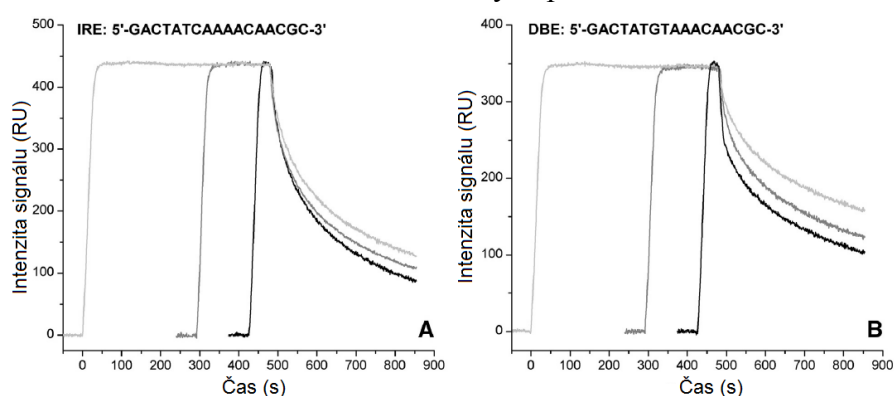 IRE: 5'-GACTATCAAAACAACGC-3'
500
400
300
200
100
0
Intenzita signálu (RU)
0 100 200 300 400 500 600 700 800 900
Čas (s)
A
DBE: 5'-GACTATGTAAACAACGC-3'
400
300
200
100
0
Intenzita signálu (RU)
0 100 200 300 400 500 600 700 800 900
Čas (s)
B